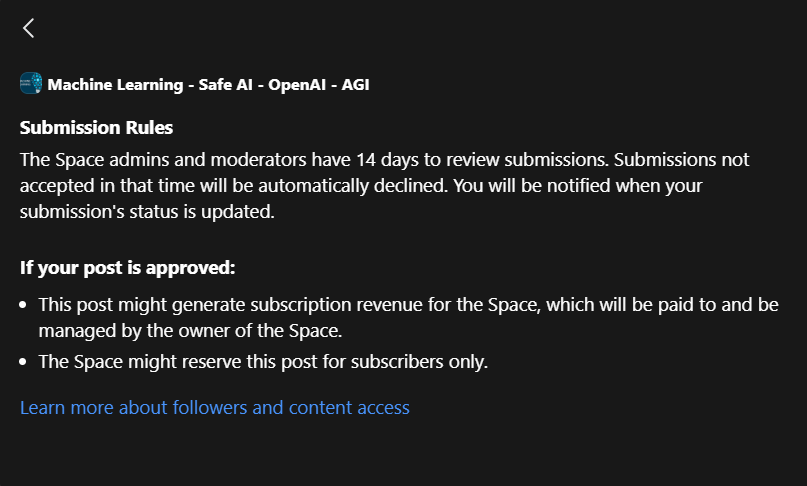 Machine Learning - Safe AI - OpenAI - AGI
Submission Rules
The Space admins and moderators have 14 days to review submissions. Submissions not
accepted in that time will be automatically declined. You will be notified when your
submission's status is updated.
If your post is approved:
• This post might generate subscription revenue for the Space, which will be paid to and be
managed by the owner of the Space.
• The Space might reserve this post for subscribers only.
Learn more about followers and content access